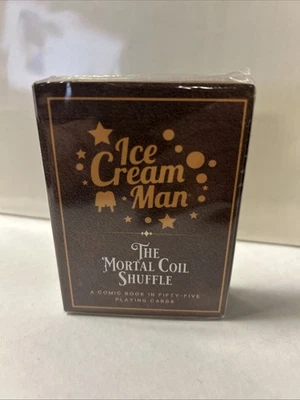 Ice
Cream
Man
THE
MORTAL COIL
SHUFFLE
A COMIC BOOK IN FIFTY-FIVE
PLAYING CARDS